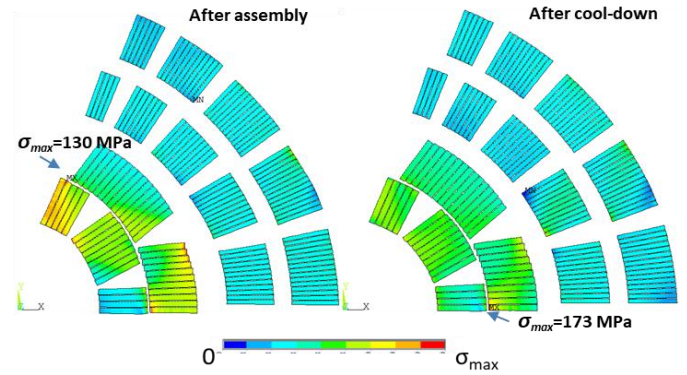 After assembly
After cool-down
MN
σmax=130 MPa
MX
MN
Y
X
X
MX
σmax=173 MPa
0
σmax